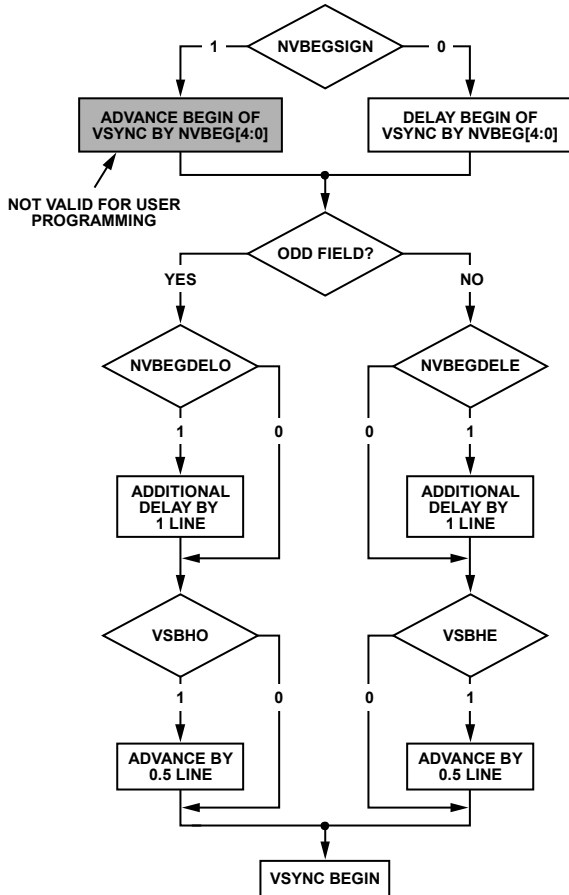 NVBEGSIGN
1
0
ADVANCE BEGIN OF
VSYNC BY NVBEG[4:0]
DELAY BEGIN OF
VSYNC BY NVBEG[4:0]
NOT VALID FOR USER
PROGRAMMING
ODD FIELD?
YES
NO
NVBEGDELO
NVBEGDELE
1
0
0
1
ADDITIONAL
DELAY BY
1 LINE
ADDITIONAL
DELAY BY
1 LINE
VSBHO
VSBHE
1
0
0
1
ADVANCE BY
0.5 LINE
ADVANCE BY
0.5 LINE
VSYNC BEGIN